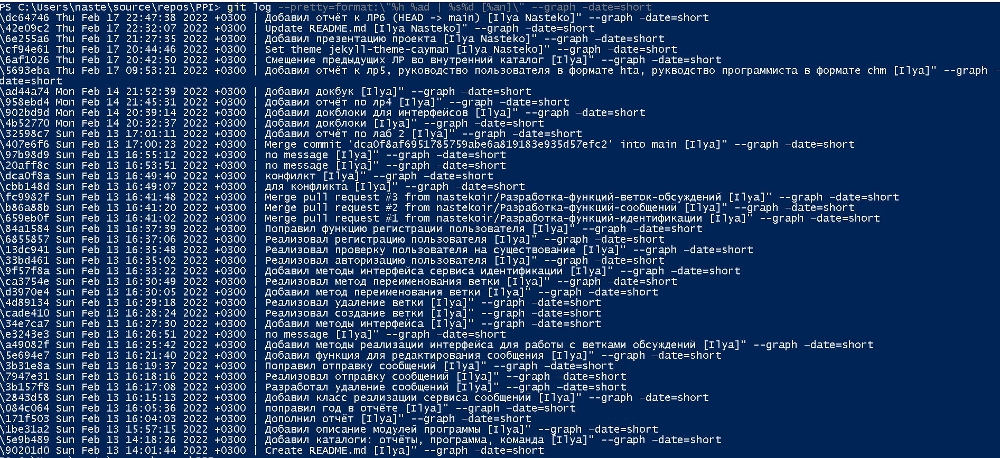 PS C:\Users\naste\source\repos\PPI> git log --pretty=format:\"%h %ad | %s%d [%an]\" --graph -date=short
\dc64746 Thu Feb 17 22:47:38 2022 +0300 | Добавил отчёт к ЛР6 (HEAD -> main) [Ilya Nasteko]" --graph –date=short
\42e09c2 Thu Feb 17 22:32:07 2022 +0300 | Update README.md [Ilya Nasteko]" --graph –date=short
\6e255a6 Thu Feb 17 21:27:35 2022 +0300 | Добавил презентацию проекта [Ilya Nasteko]" --graph –date=short
\cf94e61 Thu Feb 17 20:44:46 2022 +0300 | Set theme jekyll-theme-cayman [Ilya Nasteko]" --graph –date=short
\6af1026 Thu Feb 17 20:42:50 2022 +0300 | Смещение предыдущих ЛР во внутренний каталог [Ilya]" --graph –date=short
\5693eba Thu Feb 17 09:53:21 2022 +0300 | Добавил отчёт к лр5, руководство пользователя в формате hta, рукводство программиста в формате chm [Ilya]" --graph –
date=short
\ad44a74 Mon Feb 14 21:52:39 2022 +0300 | Добавил докбук [Ilya]" --graph –date=short
\958ebd4 Mon Feb 14 21:45:31 2022 +0300 | Добавил отчёт по лр4 [Ilya]" --graph –date=short
\902bd9d Mon Feb 14 20:39:14 2022 +0300 | Добавил докблоки для интерфейсов [Ilya]" --graph –date=short
\4b52770 Mon Feb 14 20:32:37 2022 +0300 | Добавил докблоки [Ilya]" --graph –date=short
\32598c7 Sun Feb 13 17:01:11 2022 +0300 | Добавил отчёт по лаб 2 [Ilya]" --graph –date=short
\407e6f6 Sun Feb 13 17:00:23 2022 +0300 | Merge commit 'dca0f8af6951785759abe6a819183e935d57efc2' into main [Ilya]" --graph –date=short
\97b98d9 Sun Feb 13 16:55:12 2022 +0300 | no message [Ilya]" --graph –date=short
\20aff8c Sun Feb 13 16:53:51 2022 +0300 | no message [Ilya]" --graph –date=short
\dca0f8a Sun Feb 13 16:49:40 2022 +0300 | конфилкт [Ilya]" --graph –date=short
\cbb148d Sun Feb 13 16:49:07 2022 +0300 | для конфликта [Ilya]" --graph –date=short
\fc9982f Sun Feb 13 16:41:48 2022 +0300 | Merge pull request #3 from nastekoir/Разработка-функций-веток-обсуждений [Ilya]" --graph –date=short
\b86a88b Sun Feb 13 16:41:20 2022 +0300 | Merge pull request #2 from nastekoir/Разработка-функций-сообщений [Ilya]" --graph –date=short
\659eb0f Sun Feb 13 16:41:02 2022 +0300 | Merge pull request #1 from nastekoir/Разработка-функций-идентификации [Ilya]" --graph –date=short
\84a1584 Sun Feb 13 16:37:39 2022 +0300 | Поправил функцию регистрации пользователя [Ilya]" --graph –date=short
\6855857 Sun Feb 13 16:37:06 2022 +0300 | Реализовал регистрацию пользователя [Ilya]" --graph –date=short
\13dc941 Sun Feb 13 16:35:48 2022 +0300 | Реализовал проверку пользователя на существование [Ilya]" --graph –date=short
\33bd461 Sun Feb 13 16:35:02 2022 +0300 | Реализовал авторизацию пользователя [Ilya]" --graph –date=short
\9f57f8a Sun Feb 13 16:33:22 2022 +0300 | Добавил методы интерфейса сервиса идентификации [Ilya]" --graph –date=short
\ca3754e Sun Feb 13 16:30:49 2022 +0300 | Реализовал метод переименования ветки [Ilya]" --graph –date=short
\d3970e4 Sun Feb 13 16:30:05 2022 +0300 | Добавил метод переименования ветки [Ilya]" --graph –date=short
\4d89134 Sun Feb 13 16:29:18 2022 +0300 | Реализовал удаление ветки [Ilya]" --graph –date=short
\cade410 Sun Feb 13 16:28:24 2022 +0300 | Реализовал создание ветки [Ilya]" --graph –date=short
\34e7ca7 Sun Feb 13 16:27:30 2022 +0300 | Добавил методы интерфейса [Ilya]" --graph –date=short
\e3243e3 Sun Feb 13 16:26:51 2022 +0300 | no message [Ilya]" --graph –date=short
\a49082f Sun Feb 13 16:25:42 2022 +0300 | Добавил методы реализации интерфейса для работы с ветками обсуждений [Ilya]" --graph –date=short
\5e694e7 Sun Feb 13 16:21:40 2022 +0300 | Добавил функция для редактирования сообщения [Ilya]" --graph –date=short
\3b31e8a Sun Feb 13 16:19:37 2022 +0300 | Поправил отправку сообщений [Ilya]" --graph –date=short
\7947e31 Sun Feb 13 16:18:16 2022 +0300 | Реализовал отправку сообщений [Ilya]" --graph –date=short
\3b157f8 Sun Feb 13 16:17:08 2022 +0300 | Разработал удаление сообщений [Ilya]" --graph –date=short
\2843d58 Sun Feb 13 16:15:13 2022 +0300 | Добавил класс реализации сервиса сообщений [Ilya]" --graph –date=short
\084c064 Sun Feb 13 16:05:36 2022 +0300 | поправил год в отчёте [Ilya]" --graph –date=short
\171f503 Sun Feb 13 16:04:03 2022 +0300 | Дополнил отчёт [Ilya]" --graph –date=short
\1be31a2 Sun Feb 13 15:57:15 2022 +0300 | Добавил описание модулей программы [Ilya]" --graph –date=short
\5e9b489 Sun Feb 13 14:18:26 2022 +0300 | Добавил каталоги: отчёты, программа, команда [Ilya]" --graph –date=short
\90201d0 Sun Feb 13 14:01:44 2022 +0300 | Create README.md [Ilya]" --graph –date=short